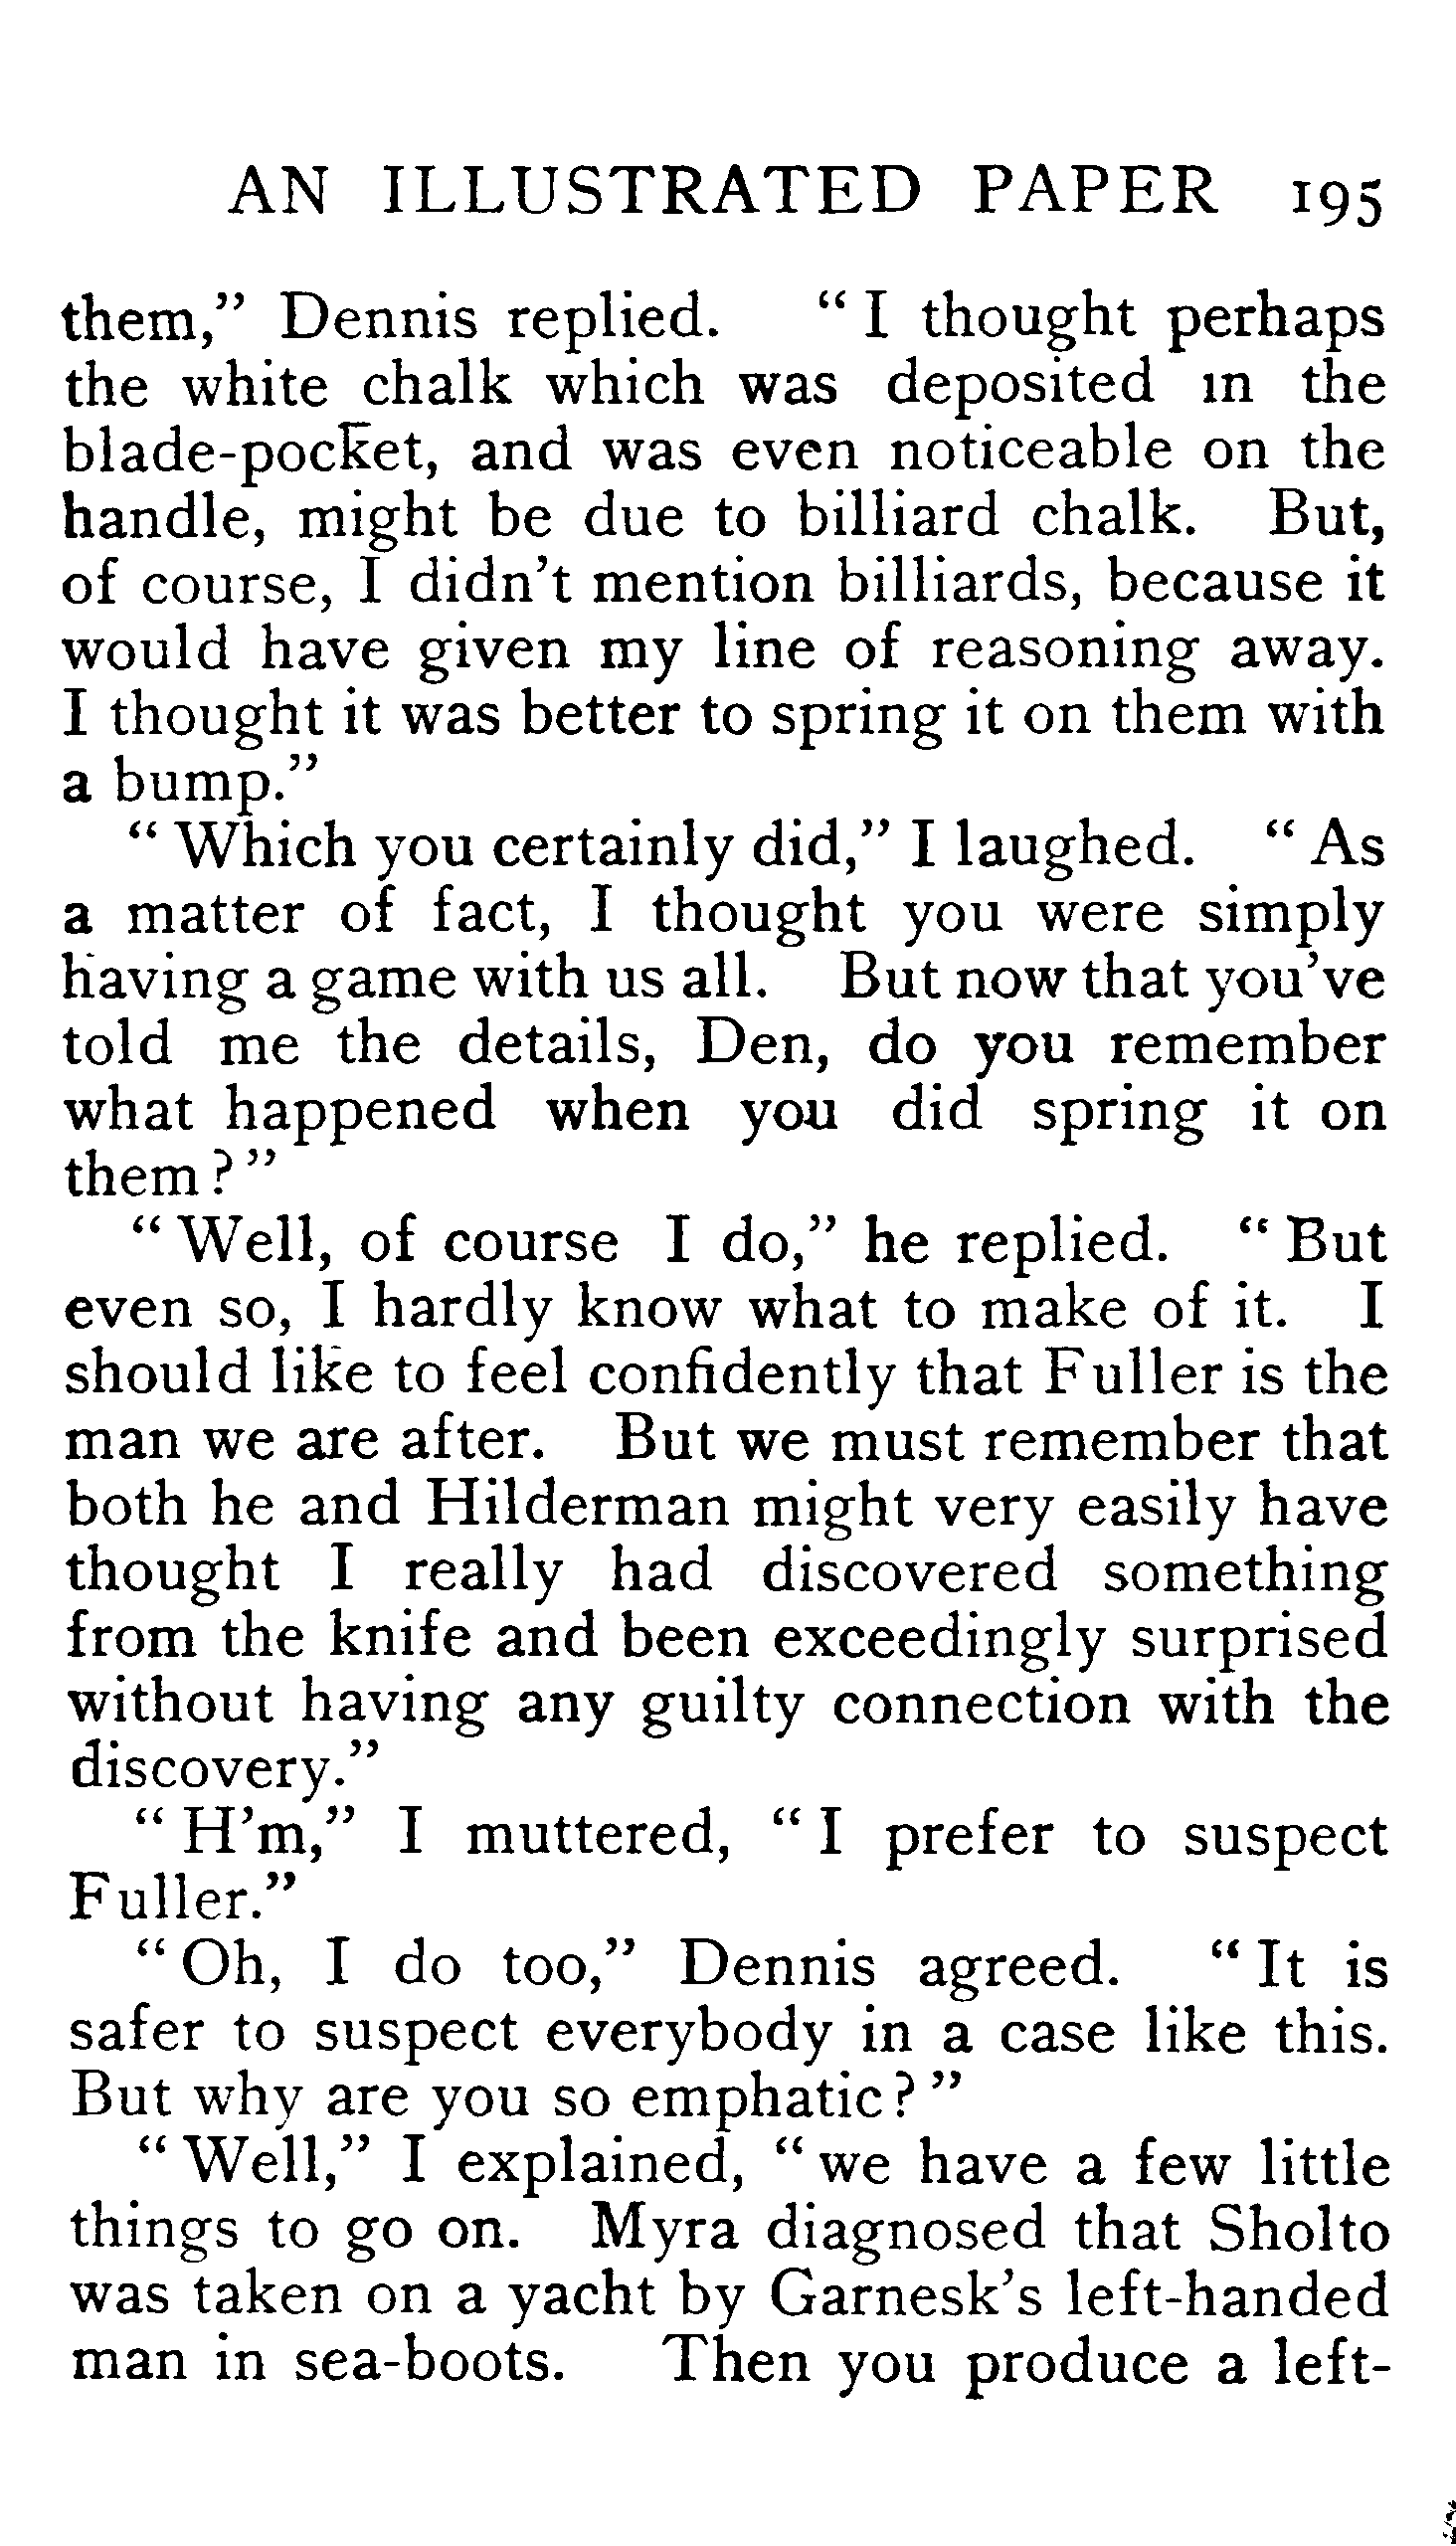 AN ILLUSTRATED PAPER 195
them,” Dennis replied. “ I thought perhaps
the white chalk which was deposited in the
blade-pocket, and was even noticeable on the
handle, might be due to billiard chalk. But,
of course, I didn’t mention billiards, because it
would have given my line of reasoning away.
I thought it was better to spring it on them with
a bump.”
“ Which you certainly did,” I laughed. “ As
a matter of fact, I thought you were simply
having a game with us all. But now that you’ve
told me the details, Den, do you remember
what happened when you did spring it on
them ? ”
“ Well, of course I do,” he replied. “ But
even so, I hardly know what to make of it. I
should like to feel confidently that Fuller is the
man we are after. But we must remember that
both he and Hilderman might very easily have
thought I really had discovered something
from the knife and been exceedingly surprised
without having any guilty connection with the
discovery.”
“ H’m,” I muttered, “ I prefer to suspect
Fuller.”
“ Oh, I do too,” Dennis agreed. “ It is
safer to suspect everybody in a case like this.
But why are you so emphatic ? ”
“ Well,” I explained, “ we have a few little
things to go on. Myra diagnosed that Sholto
was taken on a yacht by Garnesk’s left-handed
man in sea-boots. Then you produce a left-